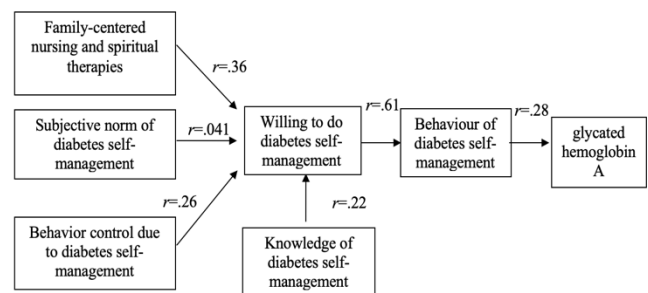 Family-centered
nursing and spiritual
therapies
r=.36
Subjective norm of
diabetes self-
management
r=.041
Behavior control due
to diabetes self-
management
r=.26
Willing to do
diabetes self-
management
r=.22
Knowledge of
diabetes self-
management
r=.61
Behaviour of
diabetes self-
management
r=.28
glycated
hemoglobin
A